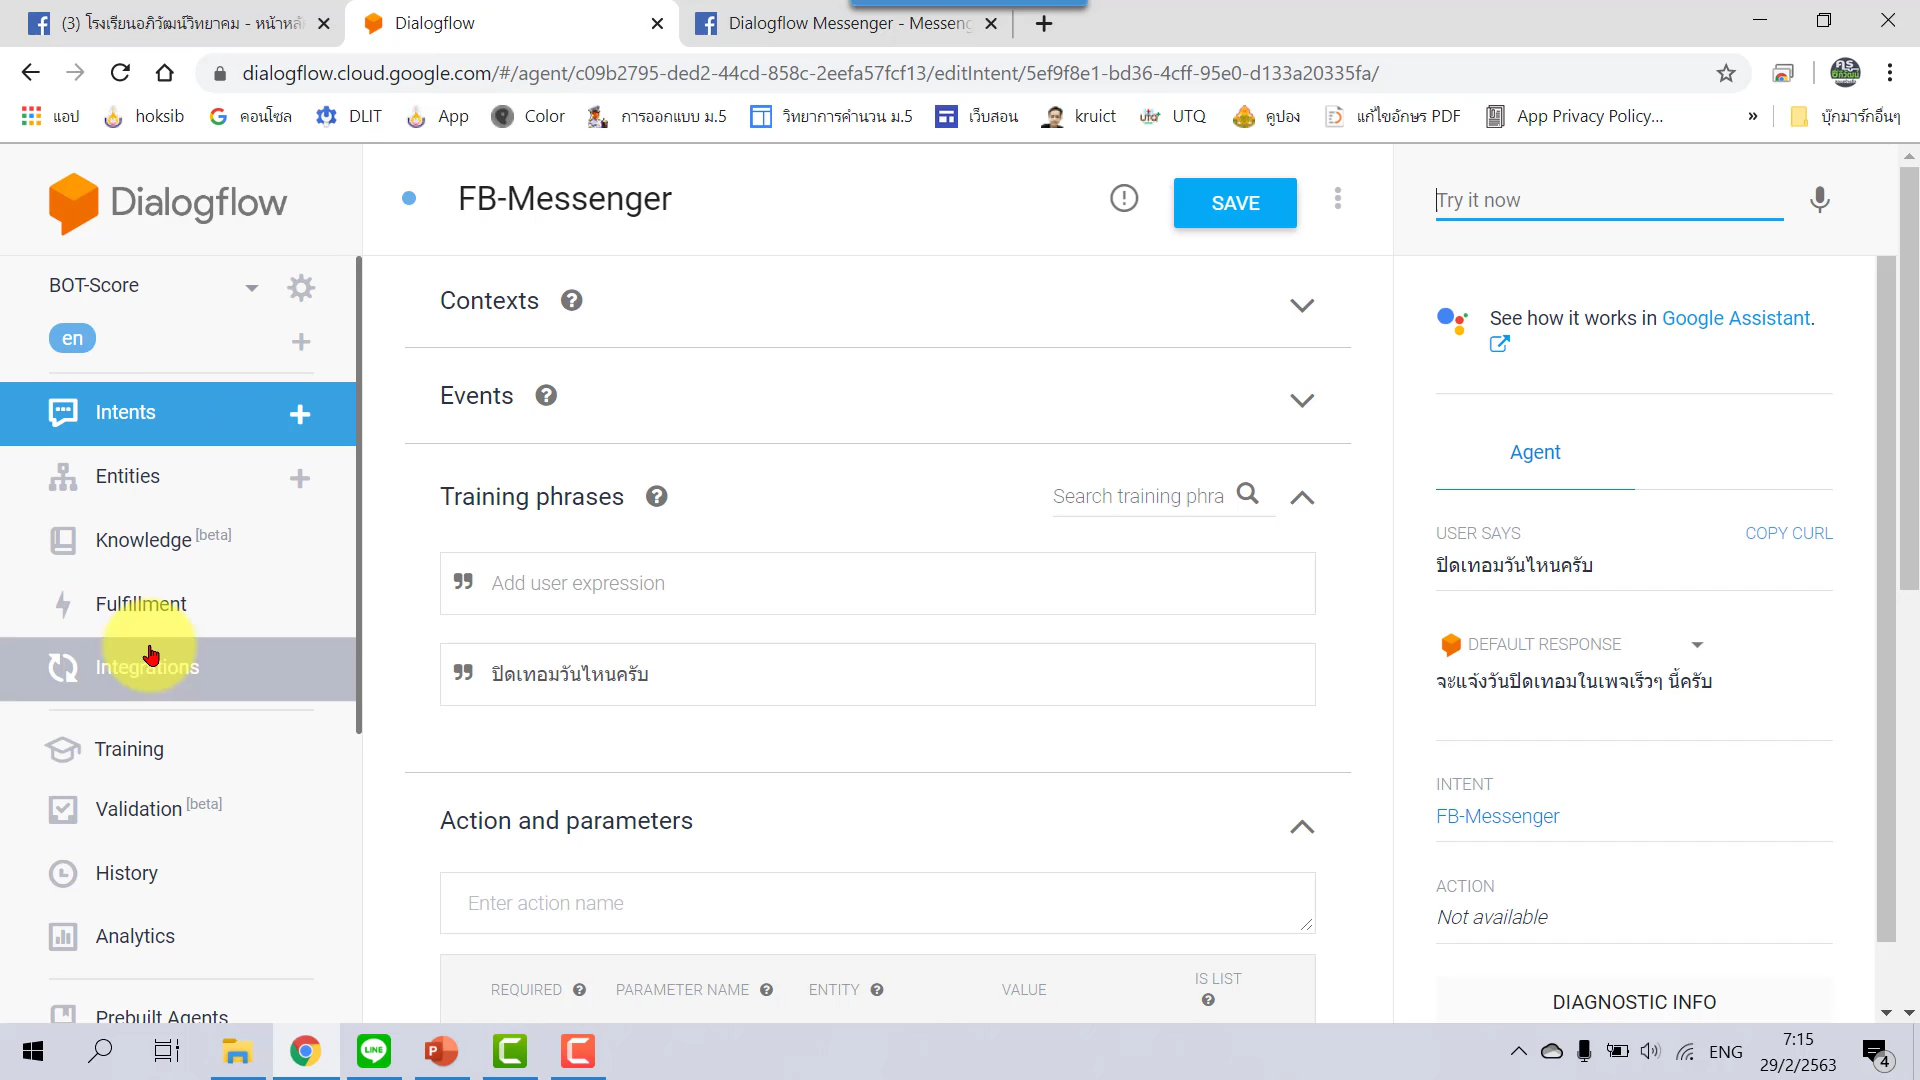 (3) โรงเรียนอภิวัฒน์วิทยาคม - หน้าหลั
Dialogflow
Dialogflow Messenger - Messeng
dialogflow.cloud.google.com/#/agent/c09b2795-ded2-44cd-858c-2eefa57fcf13/editIntent/5ef9f8e1-bd36-4cff-95e0-d133a20335fa/
แอป
hoksib
คอนโซล
DLIT
App
Color
การออกแบบ ม.5
วิทยาการคำนวน ม.5
เว็บสอน
kruict
UTQ
คูปอง
แก้ไขอักษร PDF
App Privacy Policy...
»
บุ๊กมาร์กอื่นๆ
Dialogflow
FB-Messenger
SAVE
Try it now
BOT-Score
en
Intents
Entities
Knowledge [beta]
Fulfillment
Integrations
Training
Validation [beta]
History
Analytics
Prebuilt Agents
Contexts
Events
Training phrases
Search training phra
Add user expression
ปิดเทอมวันไหนครับ
Action and parameters
Enter action name
REQUIRED
PARAMETER NAME
ENTITY
VALUE
IS LIST
See how it works in Google Assistant.
Agent
USER SAYS
COPY CURL
ปิดเทอมวันไหนครับ
DEFAULT RESPONSE
จะแจ้งวันปิดเทอมในเพจเร็วๆ นี้ครับ
INTENT
FB-Messenger
ACTION
Not available
DIAGNOSTIC INFO
LINE
ENG
7:15
29/2/2563
4